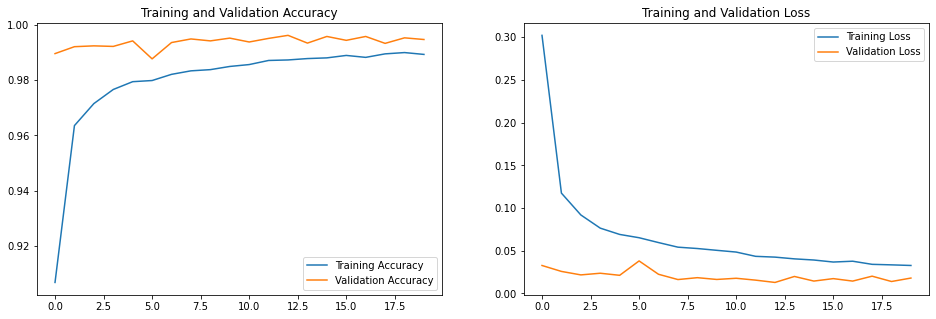 Training and Validation Accuracy
1.00
0.98
0.96
0.94
0.92
Training Accuracy
Validation Accuracy
0.0 2.5 5.0 7.5 10.0 12.5 15.0 17.5
Training and Validation Loss
0.30
0.25
0.20
0.15
0.10
0.05
0.00
Training Loss
Validation Loss
0.0 2.5 5.0 7.5 10.0 12.5 15.0 17.5